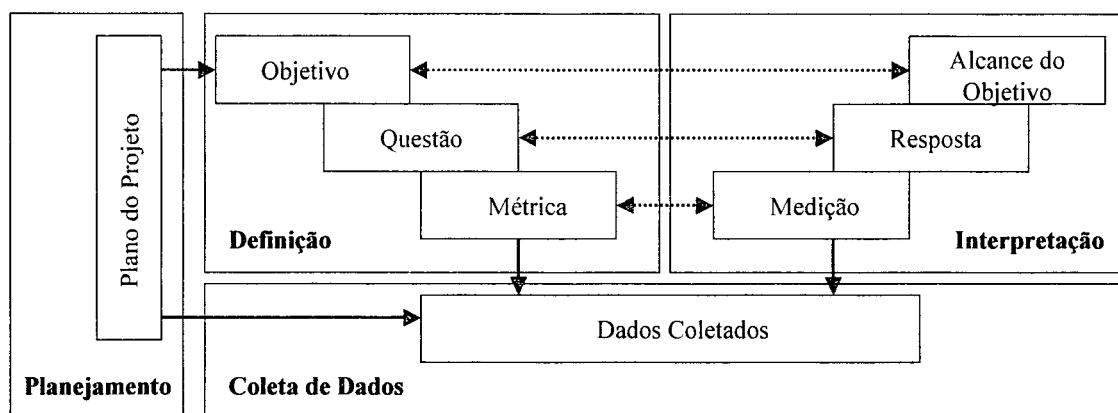 Plano do Projeto
Planejamento
Objetivo
Questão
Métrica
Definição
Alcance do
Objetivo
Resposta
Medição
Interpretação
Dados Coletados
Coleta de Dados